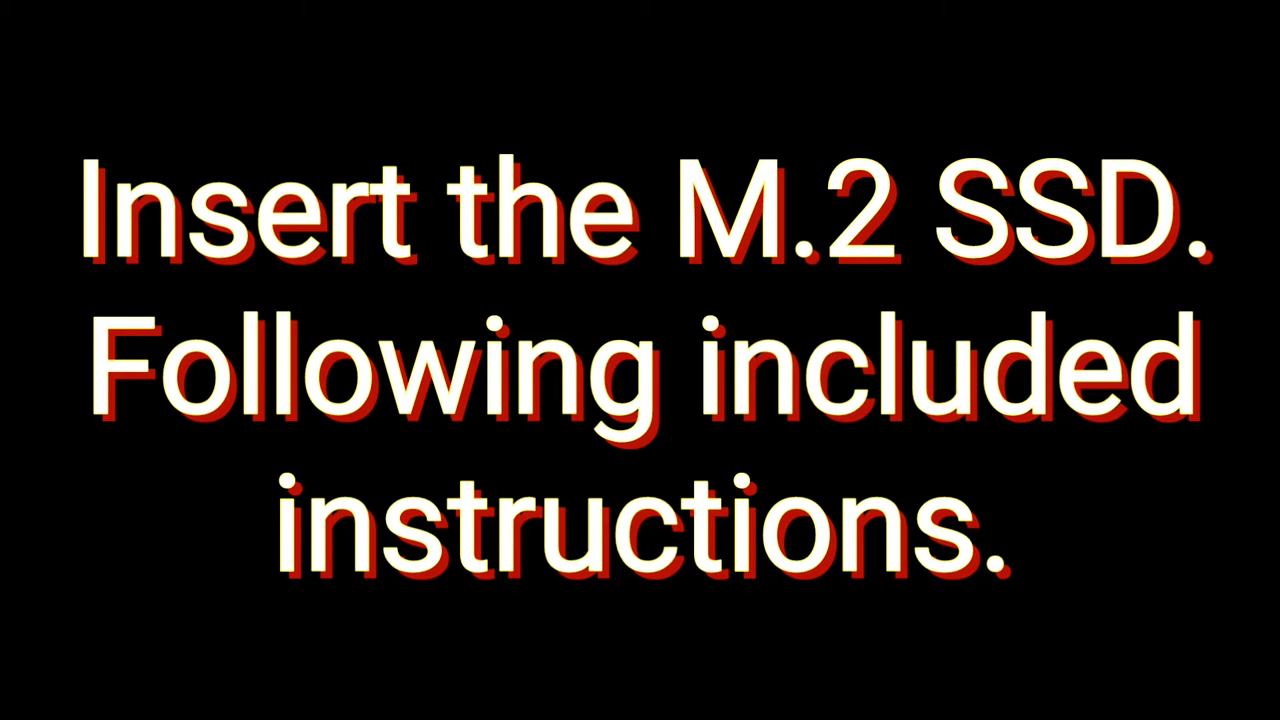 Insert the M.2 SSD.
Following included
instructions.